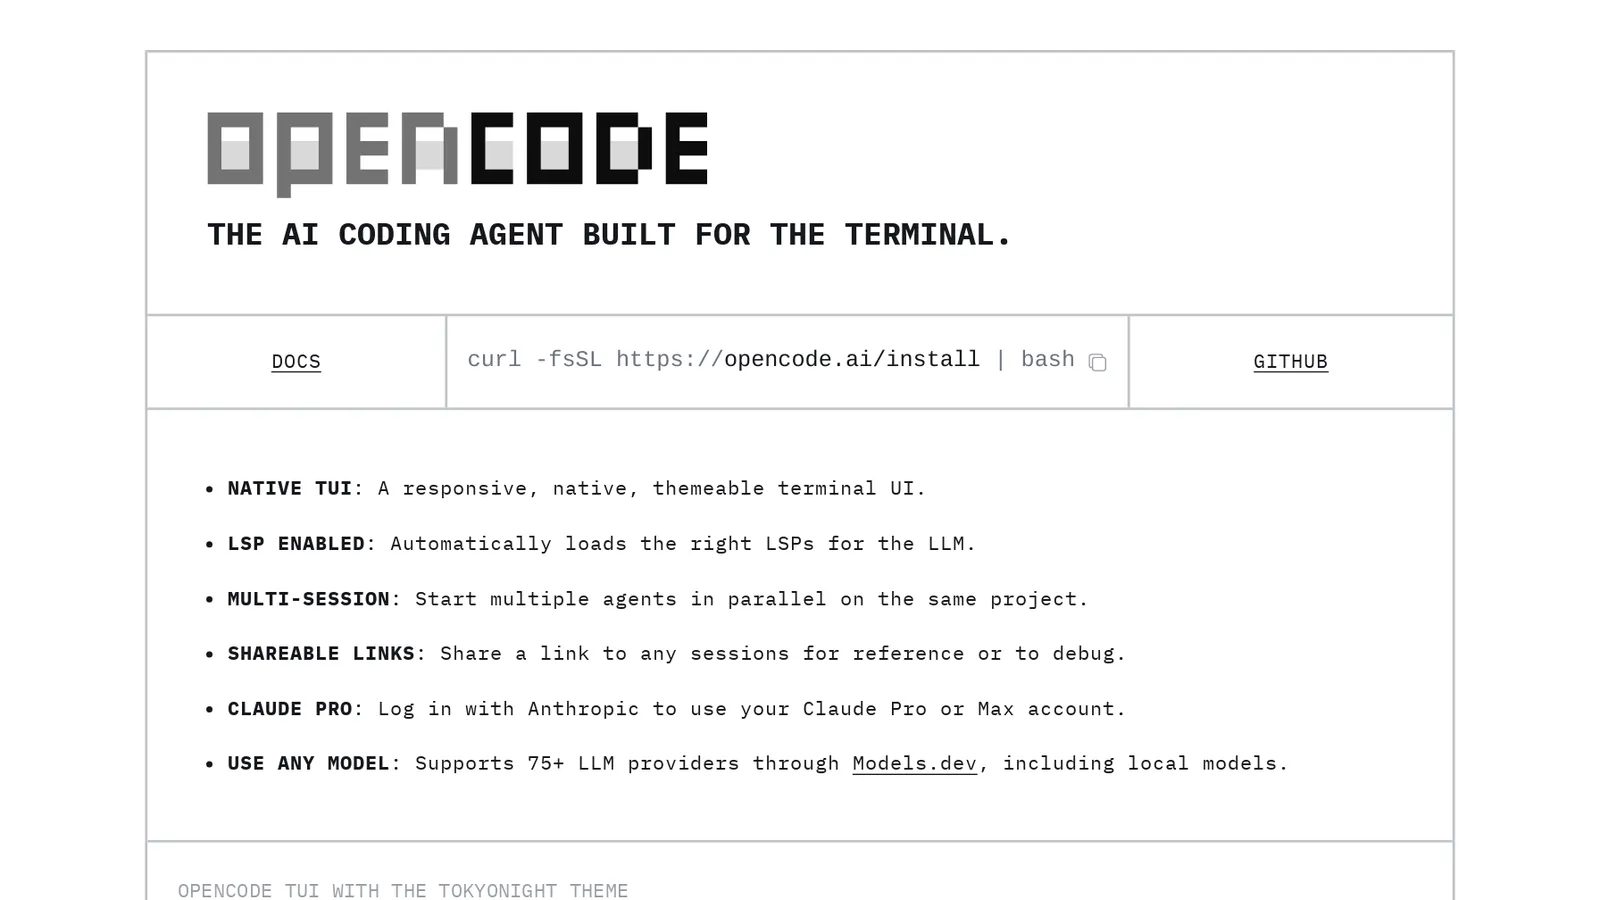 opencode
THE AI CODING AGENT BUILT FOR THE TERMINAL.
DOCS
curl -fsSL https://opencode.ai/install | bash
GITHUB
• NATIVE TUI: A responsive, native, themeable terminal UI.
• LSP ENABLED: Automatically loads the right LSPs for the LLM.
• MULTI-SESSION: Start multiple agents in parallel on the same project.
• SHAREABLE LINKS: Share a link to any sessions for reference or to debug.
• CLAUDE PRO: Log in with Anthropic to use your Claude Pro or Max account.
• USE ANY MODEL: Supports 75+ LLM providers through Models.dev, including local models.
OPENCODE TUI WITH THE TOKYONIGHT THEME